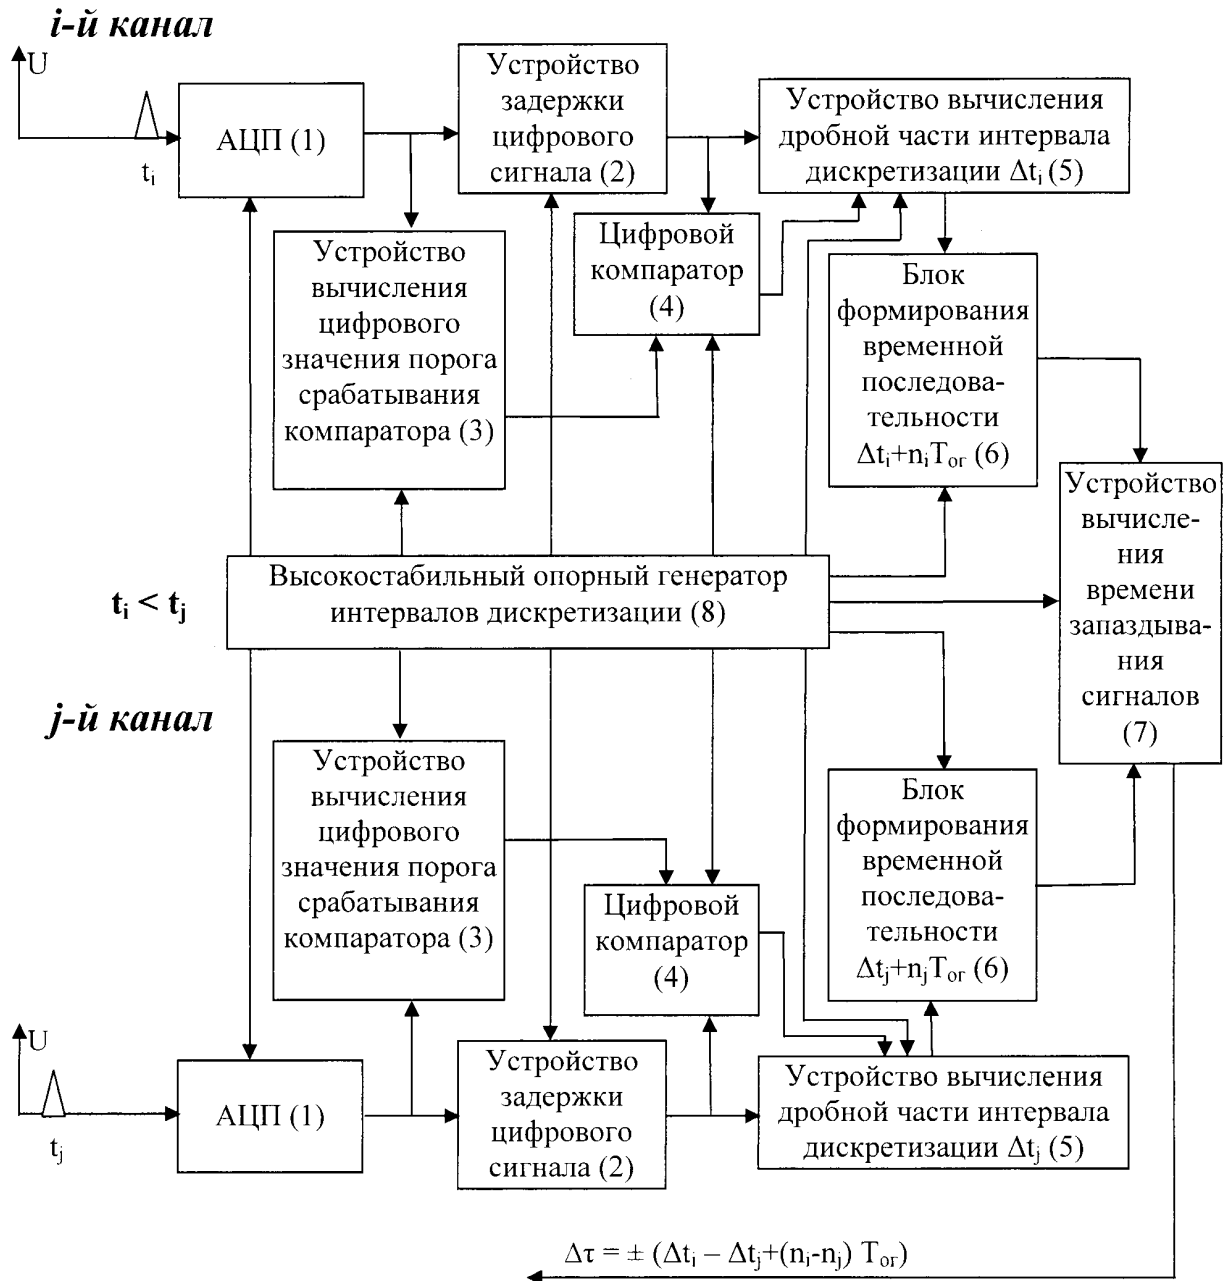 i-й канал
U
t_i
АЦП (1)
Устройство
задержки
цифрового
сигнала (2)
Устройство вычисления
дробной части интервала
дискретизации Δt_i (5)
Устройство
вычисления
цифрового
значения порога
срабатывания
компаратора (3)
Цифровой
компаратор
(4)
Блок
формирования
временной
последова-
тельности
Δt_i+n_iT_ог (6)
t_i < t_j
Высокостабильный опорный генератор
интервалов дискретизации (8)
Устройство
вычисле-
ния
времени
запаздыва-
ния
сигналов
(7)
j-й канал
Устройство
вычисления
цифрового
значения порога
срабатывания
компаратора (3)
Цифровой
компаратор
(4)
Блок
формирования
временной
последова-
тельности
Δt_j+n_jT_ог (6)
U
t_j
АЦП (1)
Устройство
задержки
цифрового
сигнала (2)
Устройство вычисления
дробной части интервала
дискретизации Δt_j (5)
Δτ = ± (Δt_i – Δt_j+(n_i-n_j) T_ог)